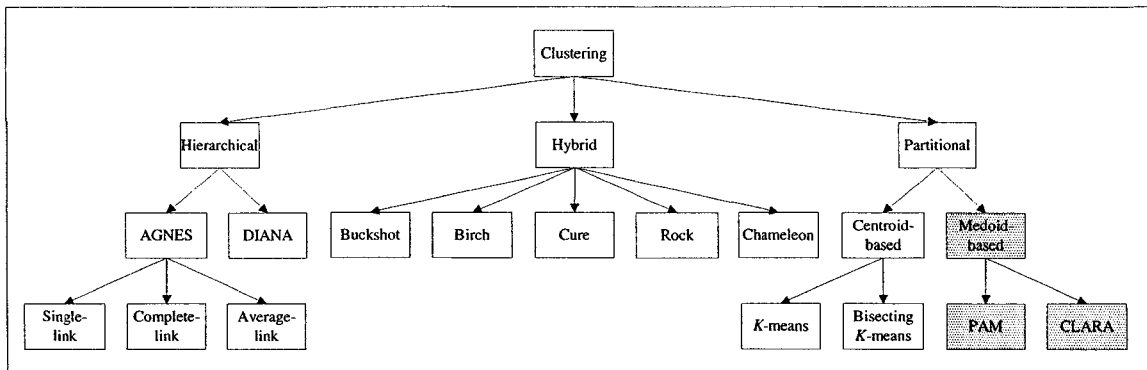 Clustering
Hierarchical
Hybrid
Partitional
AGNES
DIANA
Buckshot
Birch
Cure
Rock
Chameleon
Centroid-
based
Medoid-
based
Single-
link
Complete-
link
Average-
link
K-means
Bisecting
K-means
PAM
CLARA